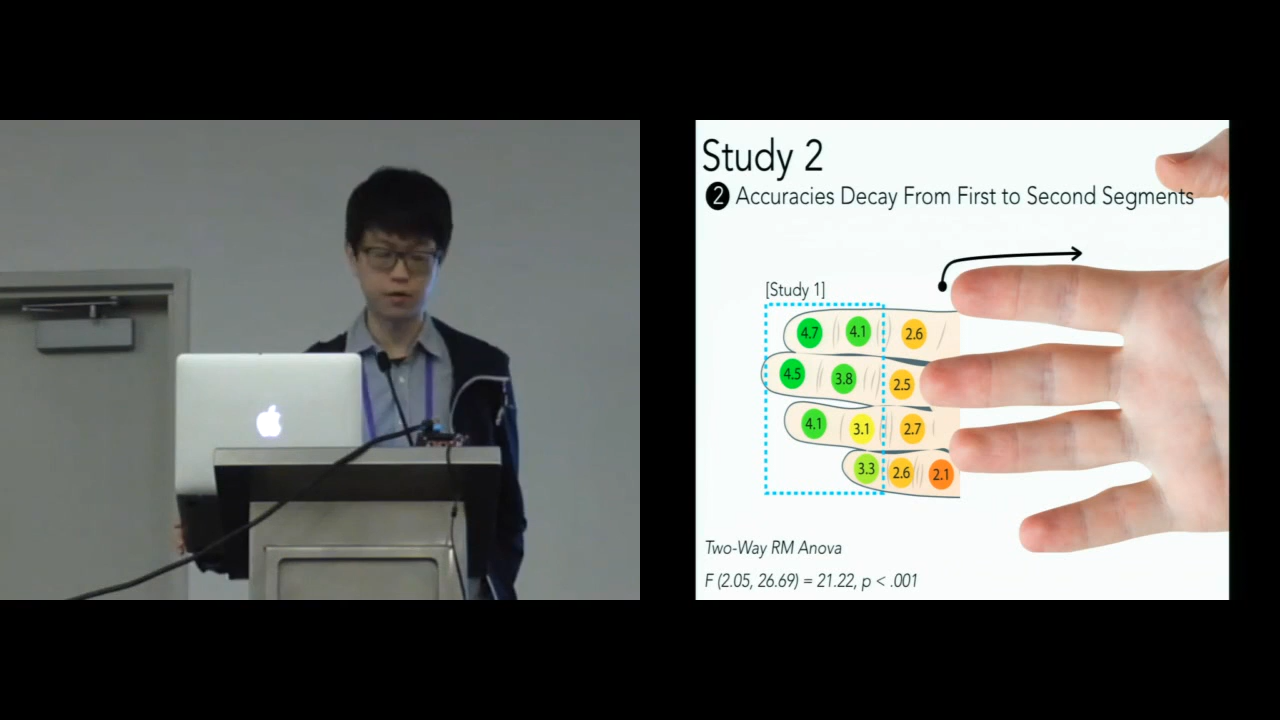 Study 2
2 Accuracies Decay From First to Second Segments
[Study 1]
4.7 4.1 2.6
4.5 3.8 2.5
4.1 3.1 2.7
3.3 2.6 2.1
Two-Way RM Anova
F (2.05, 26.69) = 21.22, p < .001